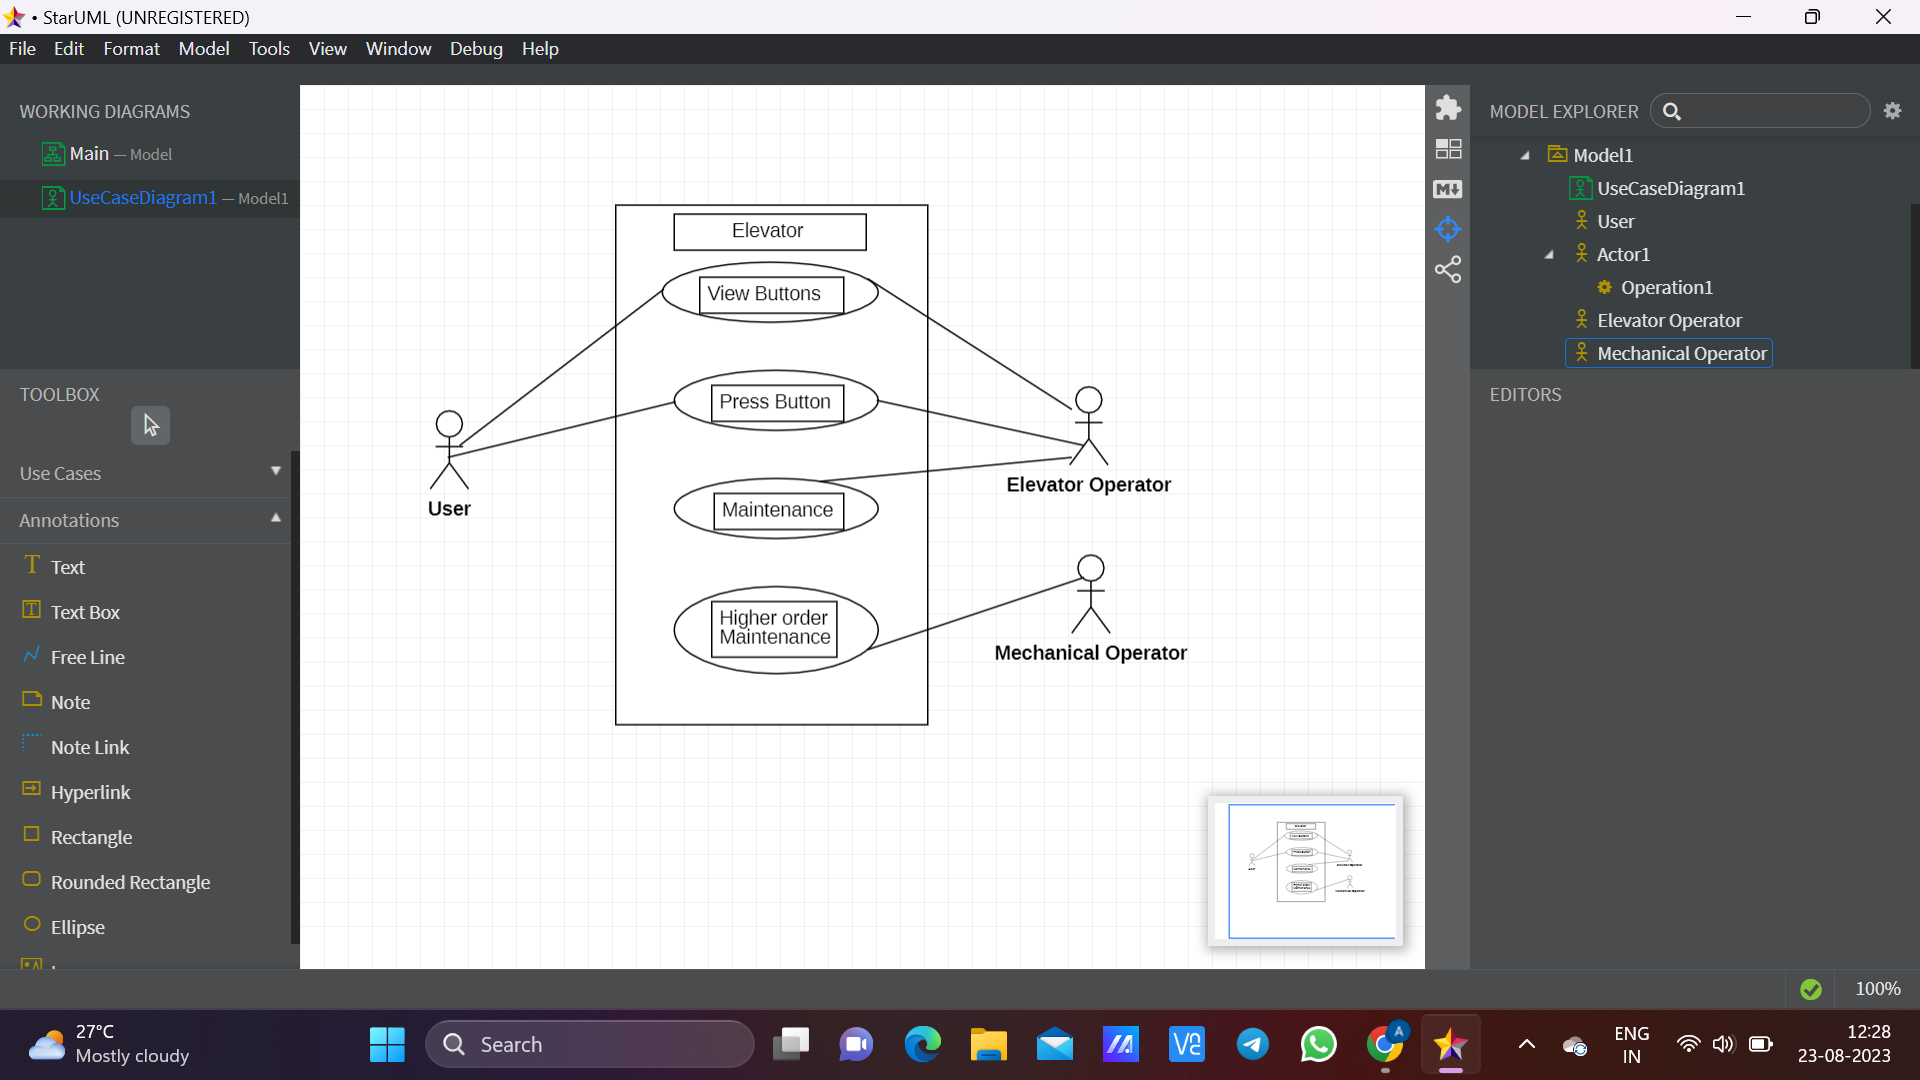 • StarUML (UNREGISTERED)
File Edit Format Model Tools View Window Debug Help
WORKING DIAGRAMS
Main — Model
UseCaseDiagram1 — Model1
TOOLBOX
Use Cases
Annotations
Text
Text Box
Free Line
Note
Note Link
Hyperlink
Rectangle
Rounded Rectangle
Ellipse
Elevator
View Buttons
Press Button
Maintenance
Higher order
Maintenance
User
Elevator Operator
Mechanical Operator
MODEL EXPLORER
Model1
UseCaseDiagram1
User
Actor1
Operation1
Elevator Operator
Mechanical Operator
EDITORS
100%
27°C
Mostly cloudy
Search
ENG
IN
12:28
23-08-2023